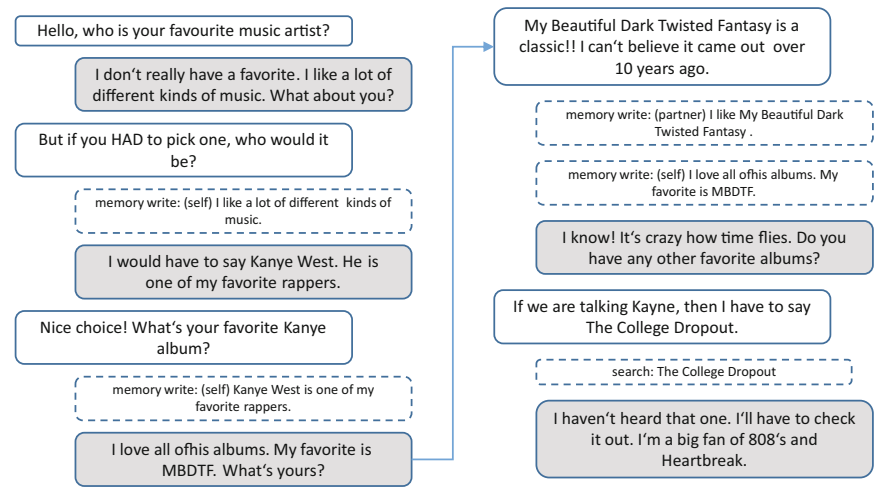 Hello, who is your favourite music artist?
I don‘t really have a favorite. I like a lot of
different kinds of music. What about you?
But if you HAD to pick one, who would it
be?
memory write: (self) I like a lot of different kinds of
music.
I would have to say Kanye West. He is
one of my favorite rappers.
Nice choice! What‘s your favorite Kanye
album?
memory write: (self) Kanye West is one of my
favorite rappers.
I love all ofhis albums. My favorite is
MBDTF. What‘s yours?
My Beautiful Dark Twisted Fantasy is a
classic!! I can‘t believe it came out over
10 years ago.
memory write: (partner) I like My Beautiful Dark
Twisted Fantasy .
memory write: (self) I love all ofhis albums. My
favorite is MBDTF.
I know! It‘s crazy how time flies. Do you
have any other favorite albums?
If we are talking Kayne, then I have to say
The College Dropout.
search: The College Dropout
I haven‘t heard that one. I‘ll have to check
it out. I‘m a big fan of 808‘s and
Heartbreak.